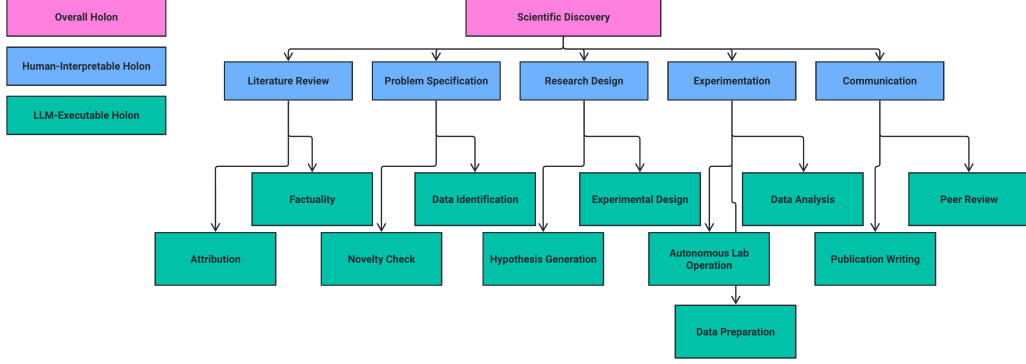 Overall Holon
Scientific Discovery
Human-Interpretable Holon
LLM-Executable Holon
Literature Review
Problem Specification
Research Design
Experimentation
Communication
Factuality
Data Identification
Experimental Design
Data Analysis
Peer Review
Attribution
Novelty Check
Hypothesis Generation
Autonomous Lab
Operation
Publication Writing
Data Preparation